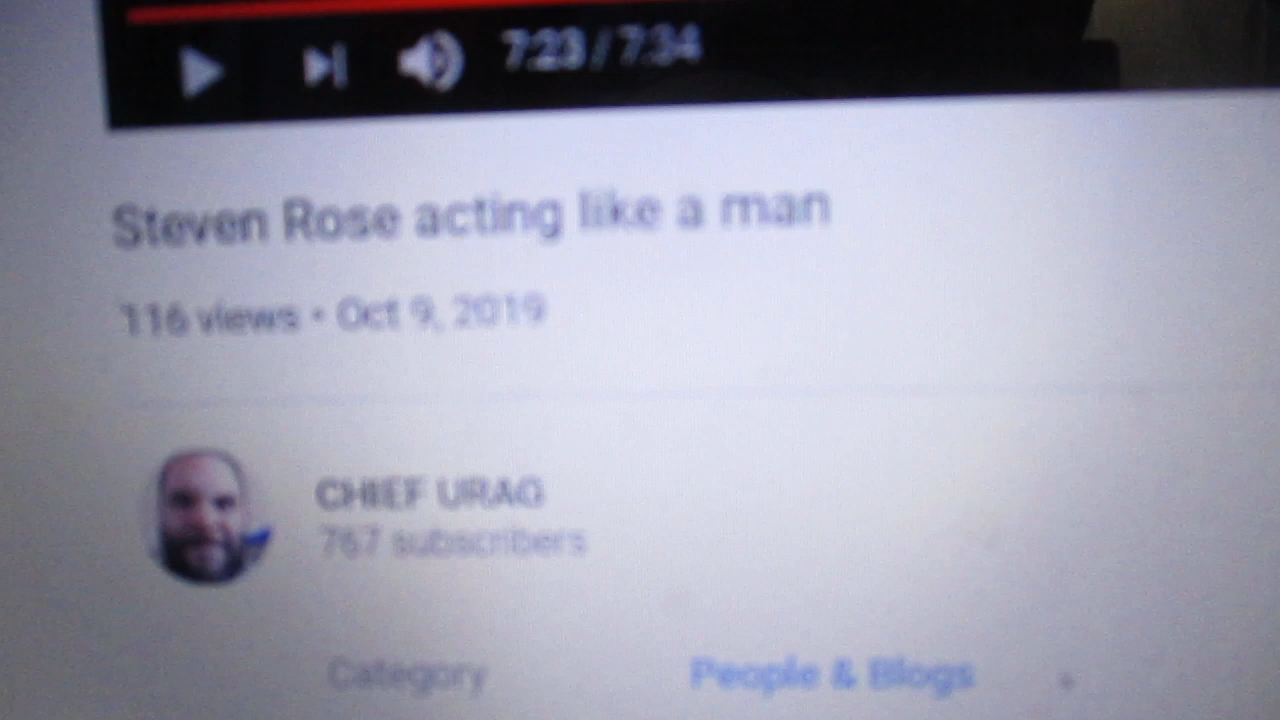 7:23 / 7:34
Steven Rose acting like a man
116 views • Oct 9, 2019
CHIEF URAG
767 subscribers
Category
People & Blogs